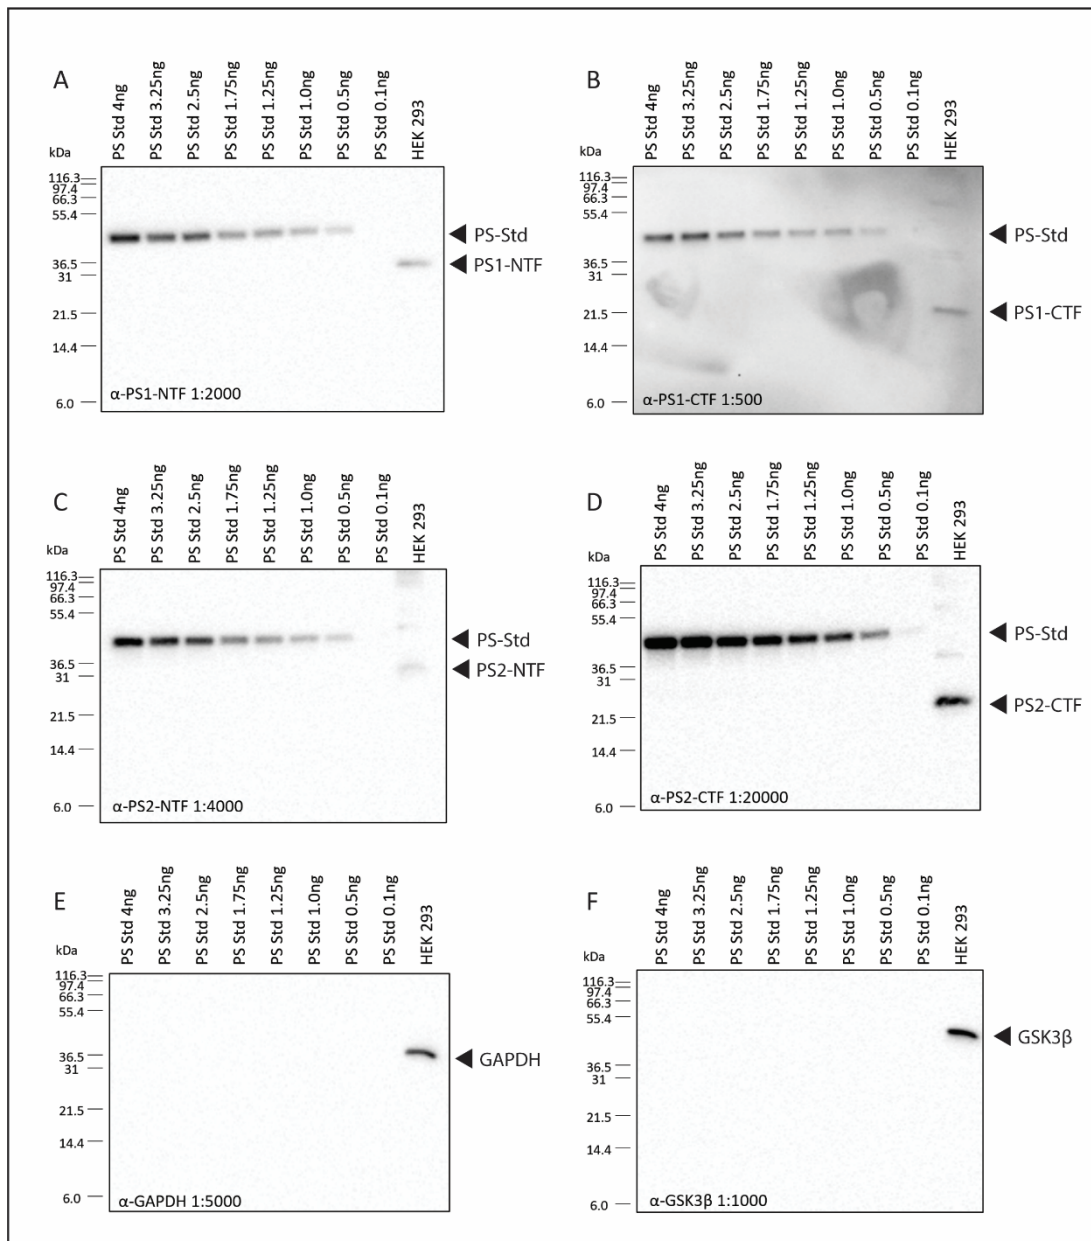 A
PS Std 4ng
PS Std 3.25ng
PS Std 2.5ng
PS Std 1.75ng
PS Std 1.25ng
PS Std 1.0ng
PS Std 0.5ng
PS Std 0.1ng
HEK 293
kDa
116.3
97.4
66.3
55.4
36.5
31
21.5
14.4
6.0
PS-Std
PS1-NTF
α-PS1-NTF 1:2000
B
PS Std 4ng
PS Std 3.25ng
PS Std 2.5ng
PS Std 1.75ng
PS Std 1.25ng
PS Std 1.0ng
PS Std 0.5ng
PS Std 0.1ng
HEK 293
kDa
116.3
97.4
66.3
55.4
36.5
31
21.5
14.4
6.0
PS-Std
PS1-CTF
α-PS1-CTF 1:500
C
PS Std 4ng
PS Std 3.25ng
PS Std 2.5ng
PS Std 1.75ng
PS Std 1.25ng
PS Std 1.0ng
PS Std 0.5ng
PS Std 0.1ng
HEK 293
kDa
116.3
97.4
66.3
55.4
36.5
31
21.5
14.4
6.0
PS-Std
PS2-NTF
α-PS2-NTF 1:4000
D
PS Std 4ng
PS Std 3.25ng
PS Std 2.5ng
PS Std 1.75ng
PS Std 1.25ng
PS Std 1.0ng
PS Std 0.5ng
PS Std 0.1ng
HEK 293
kDa
116.3
97.4
66.3
55.4
36.5
31
21.5
14.4
6.0
PS-Std
PS2-CTF
α-PS2-CTF 1:20000
E
PS Std 4ng
PS Std 3.25ng
PS Std 2.5ng
PS Std 1.75ng
PS Std 1.25ng
PS Std 1.0ng
PS Std 0.5ng
PS Std 0.1ng
HEK 293
kDa
116.3
97.4
66.3
55.4
36.5
31
21.5
14.4
6.0
GAPDH
α-GAPDH 1:5000
F
PS Std 4ng
PS Std 3.25ng
PS Std 2.5ng
PS Std 1.75ng
PS Std 1.25ng
PS Std 1.0ng
PS Std 0.5ng
PS Std 0.1ng
HEK 293
kDa
116.3
97.4
66.3
55.4
36.5
31
21.5
14.4
6.0
GSK3β
α-GSK3β 1:1000